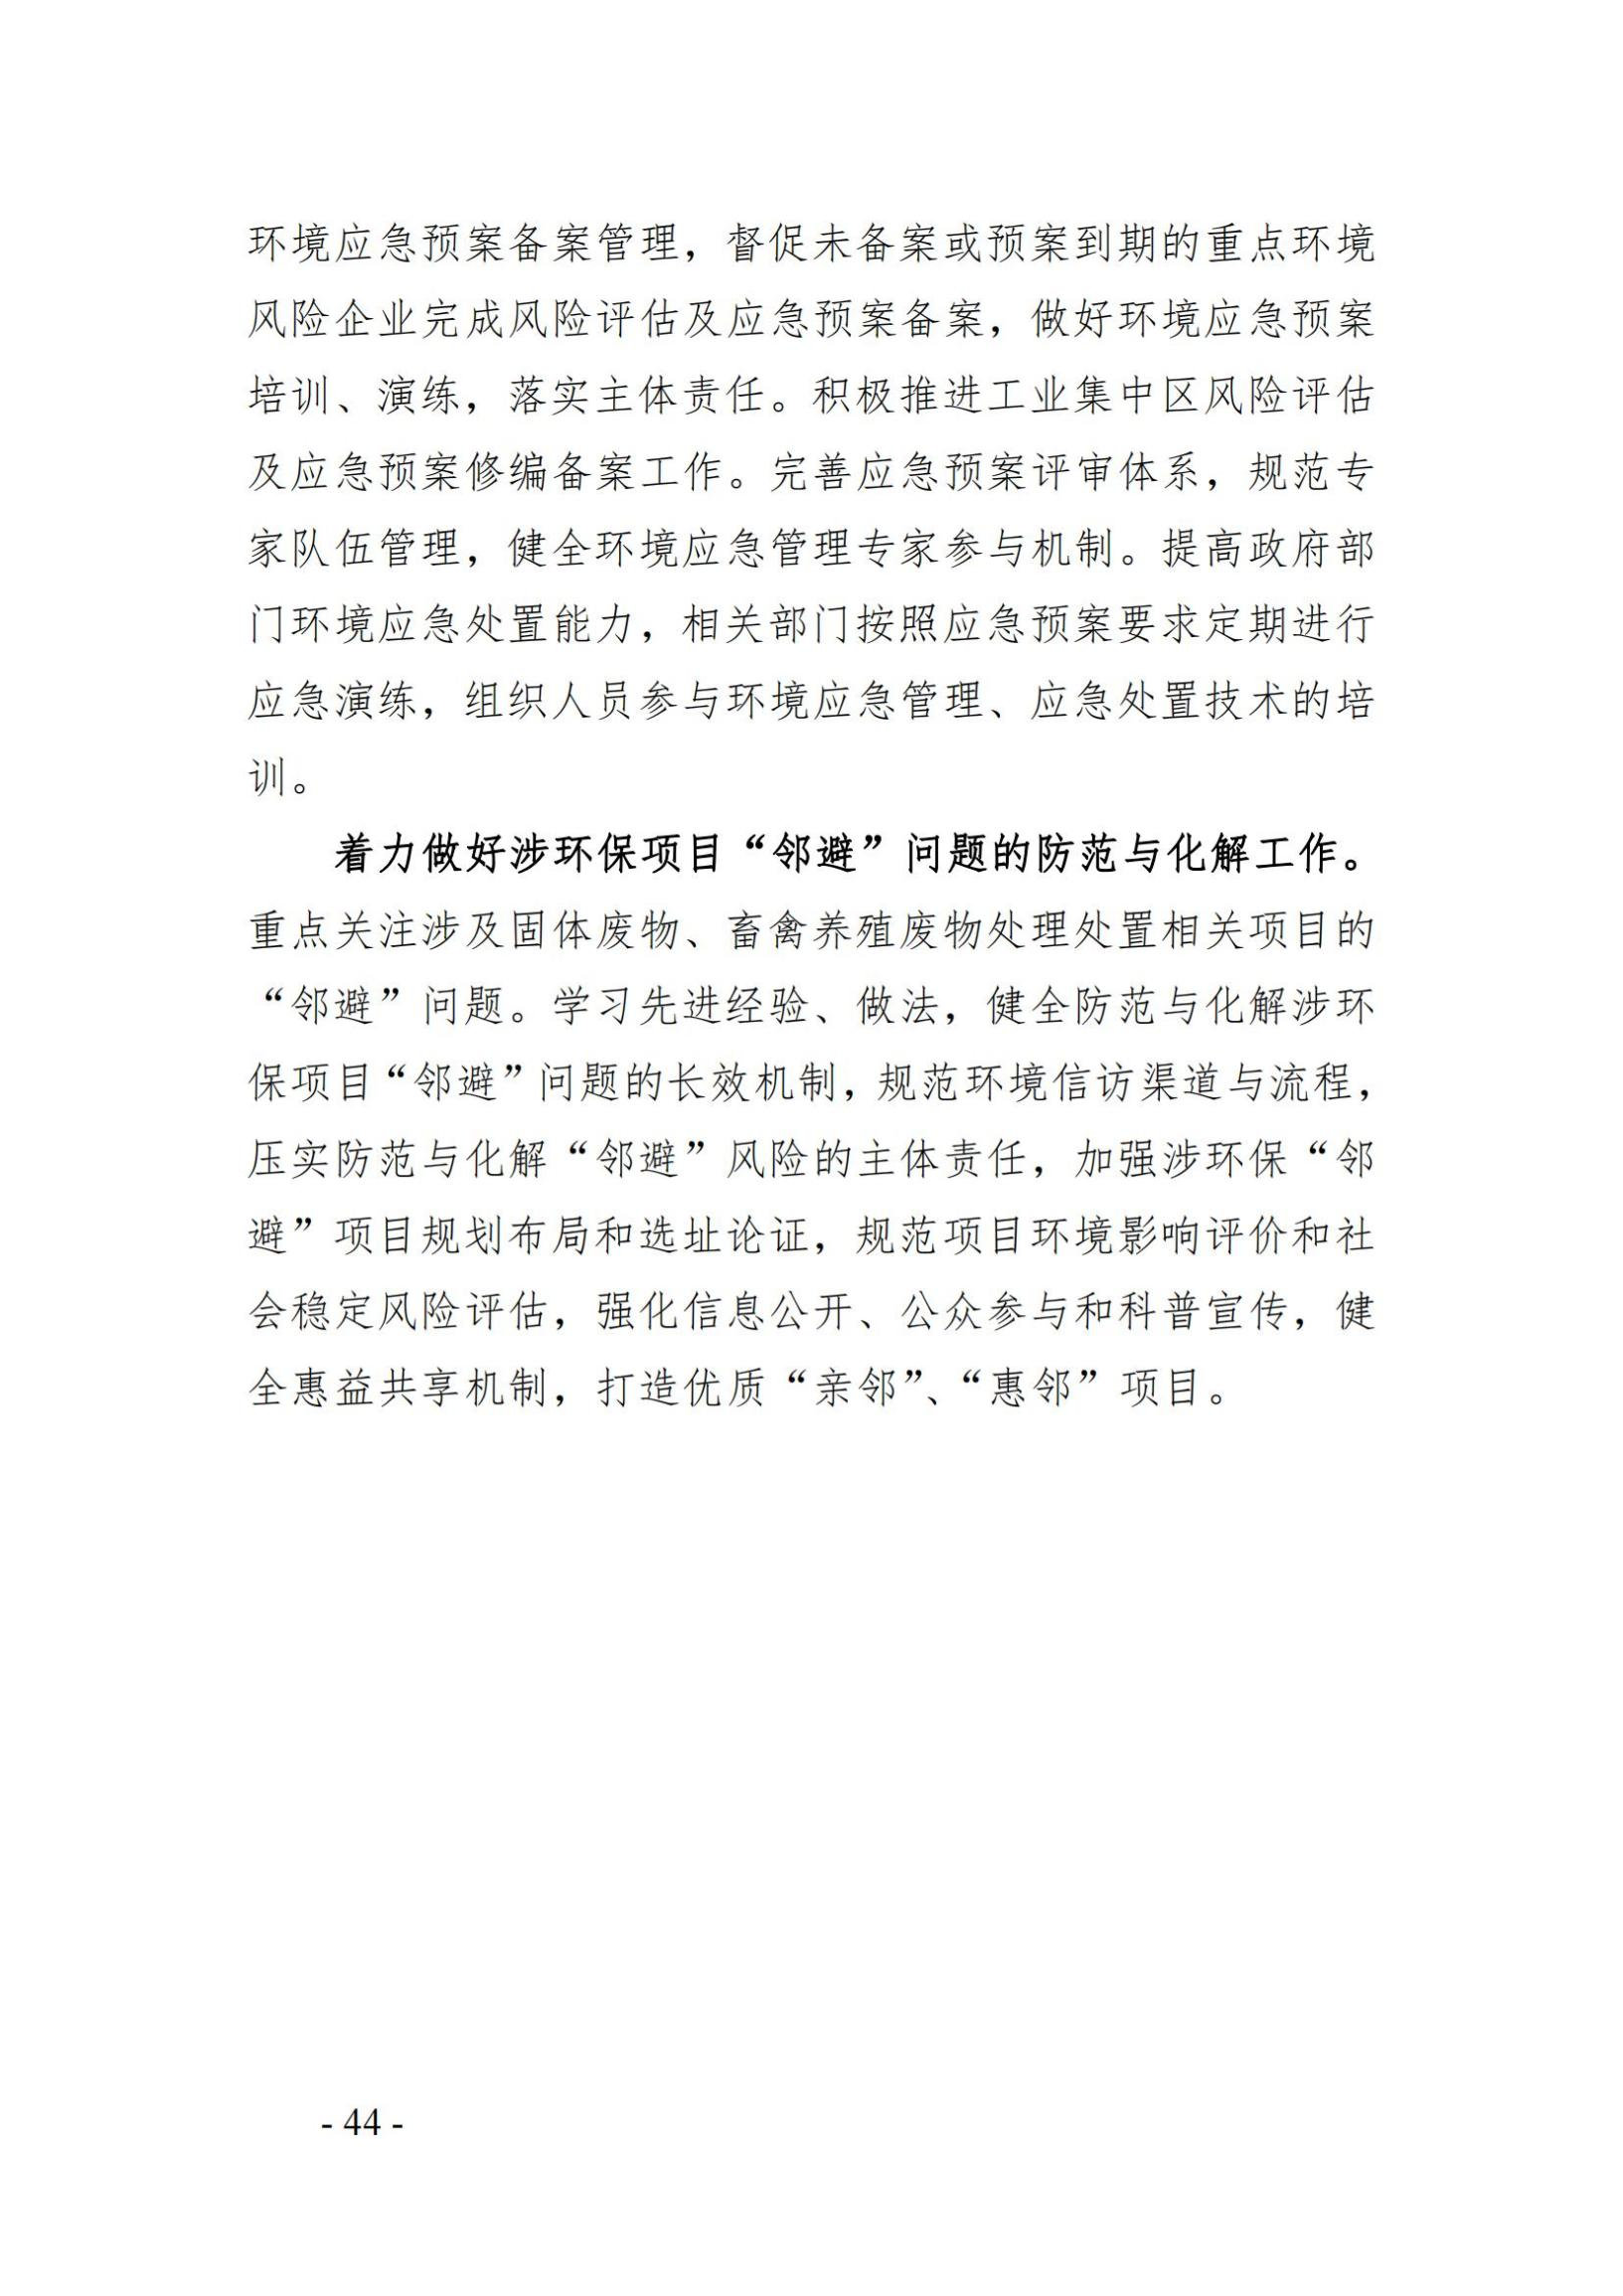 环境应急预案备案管理，督促未备案或预案到期的重点环境
风险企业完成风险评估及应急预案备案，做好环境应急预案
培训、演练，落实主体责任。积极推进工业集中区风险评估
及应急预案修编备案工作。完善应急预案评审体系，规范专
家队伍管理，健全环境应急管理专家参与机制。提高政府部
门环境应急处置能力，相关部门按照应急预案要求定期进行
应急演练，组织人员参与环境应急管理、应急处置技术的培
训。
着力做好涉环保项目“邻避”问题的防范与化解工作。
重点关注涉及固体废物、畜禽养殖废物处理处置相关项目的
“邻避”问题。学习先进经验、做法，健全防范与化解涉环
保项目“邻避”问题的长效机制，规范环境信访渠道与流程，
压实防范与化解“邻避”风险的主体责任，加强涉环保“邻
避”项目规划布局和选址论证，规范项目环境影响评价和社
会稳定风险评估，强化信息公开、公众参与和科普宣传，健
全惠益共享机制，打造优质“亲邻”、“惠邻”项目。
- 44 -